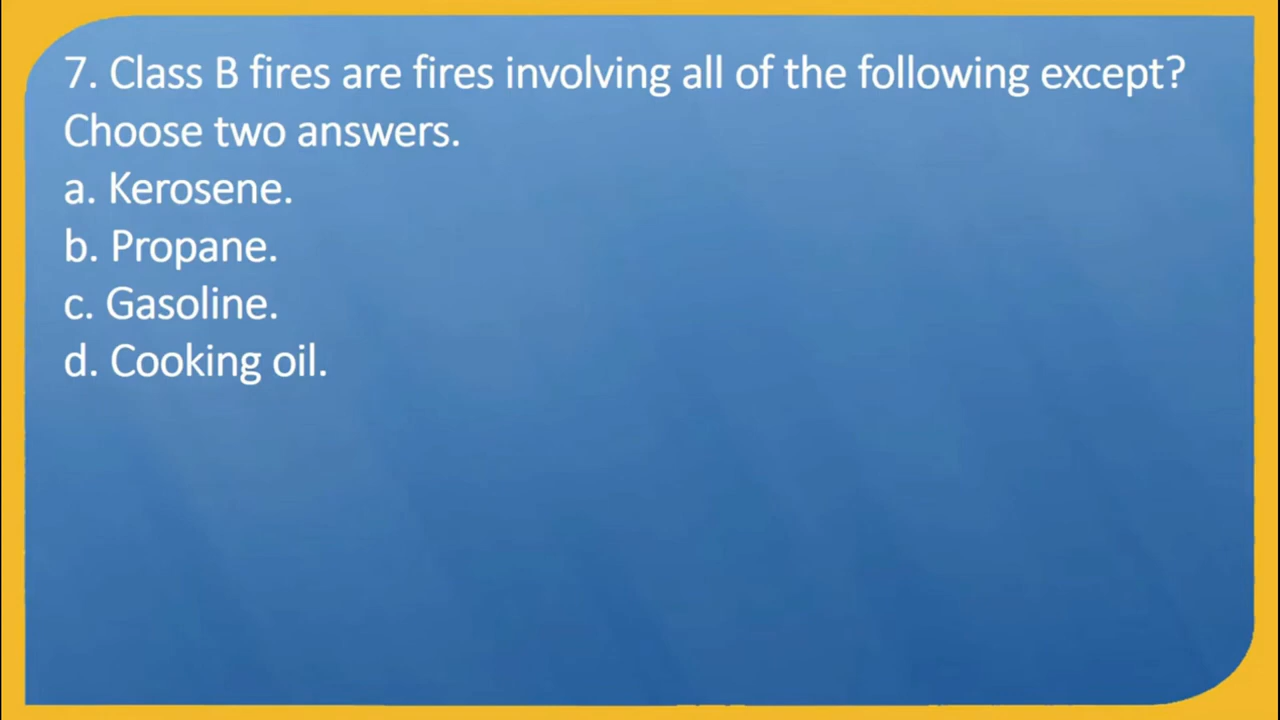 7. Class B fires are fires involving all of the following except?
Choose two answers.
a. Kerosene.
b. Propane.
c. Gasoline.
d. Cooking oil.